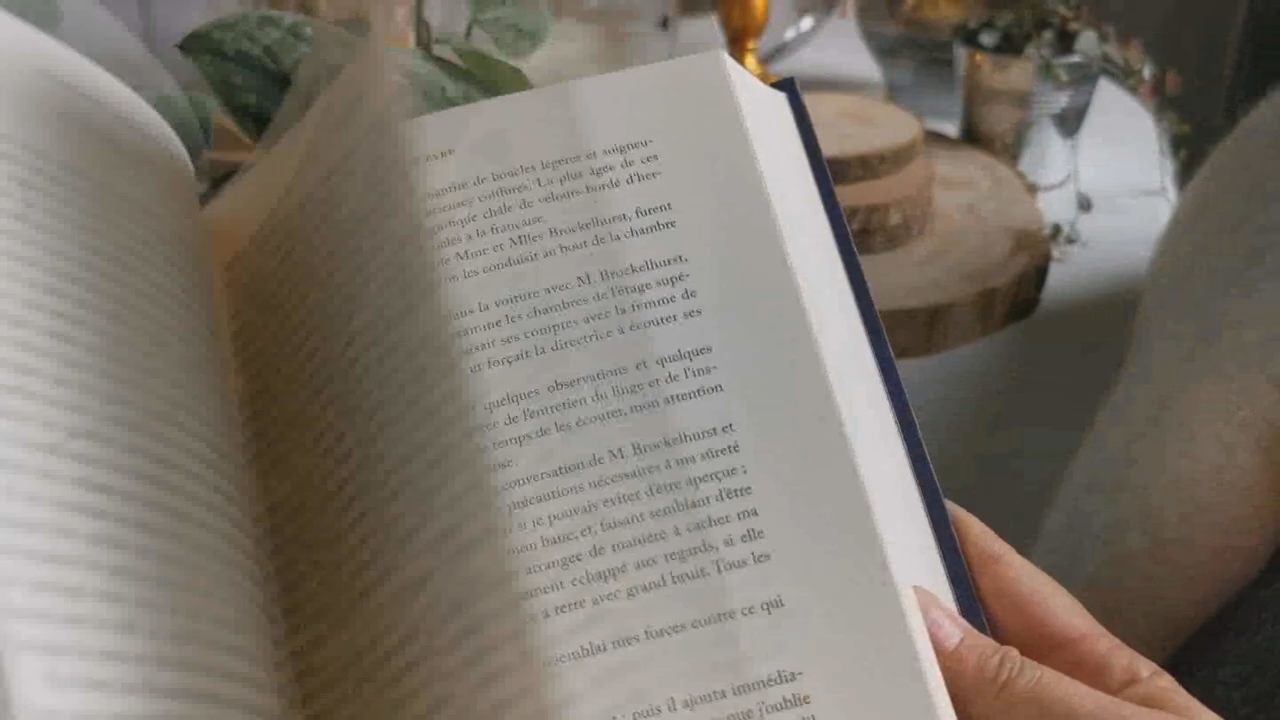 de boucles légères et soigneu-
coiffures. La plus âgée de ces
châle de velours bordé d'her-
à la française.
Mme et Mlles Brockelhurst, furent
les conduisit au bout de la chambre
la voiture avec M. Brockelhurst,
les chambres de l'étage supé-
ses comptes avec la femme de
forçait la directrice à écouter ses
quelques observations et quelques
de l'entretien du linge et de l'ins-
temps de les écouter, mon attention
conversation de M. Brockelhurst et
nécessaires à ma sûreté
si je pouvais éviter d'être aperçue ;
mon banc, et, faisant semblant d'être
arrangée de manière à cacher ma
échappé aux regards, si elle
à terre avec grand bruit. Tous les
mes forces contre ce qui
puis il ajouta immédia-
que j'oublie